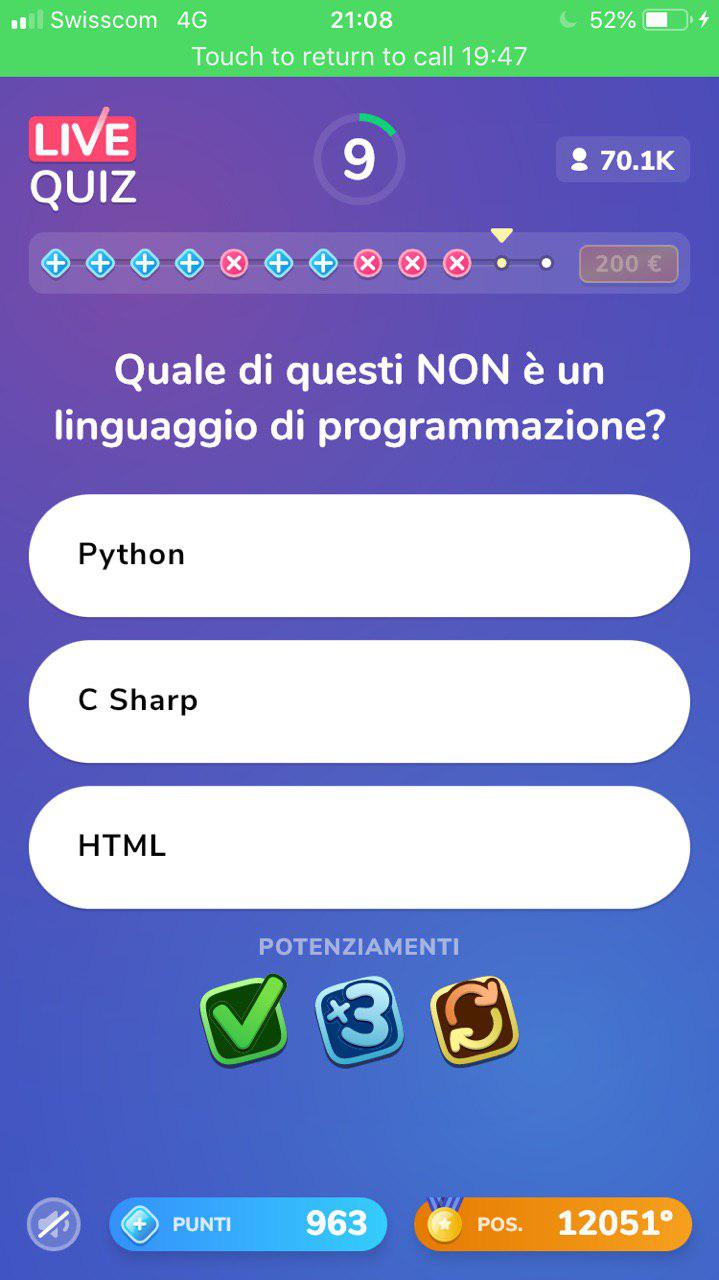 Swisscom 4G 21:08 52%
Touch to return to call 19:47
LIVE
QUIZ
9
70.1K
200 €
Quale di questi NON è un
linguaggio di programmazione?
Python
C Sharp
HTML
POTENZIAMENTI
×3
PUNTI 963
POS. 12051°